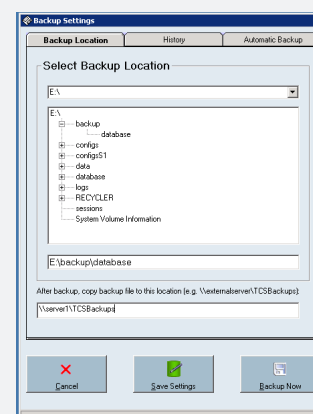 Backup Settings
Backup Location
History
Automatic Backup
Select Backup Location
E:\
E:\
backup
database
configs
configsS1
data
database
logs
RECYCLER
sessions
System Volume Information
E:\backup\database
After backup, copy backup file to this location (e.g. \\externalserver\TCSBackups):
\\server1\TCSBackups
Cancel
Save Settings
Backup Now